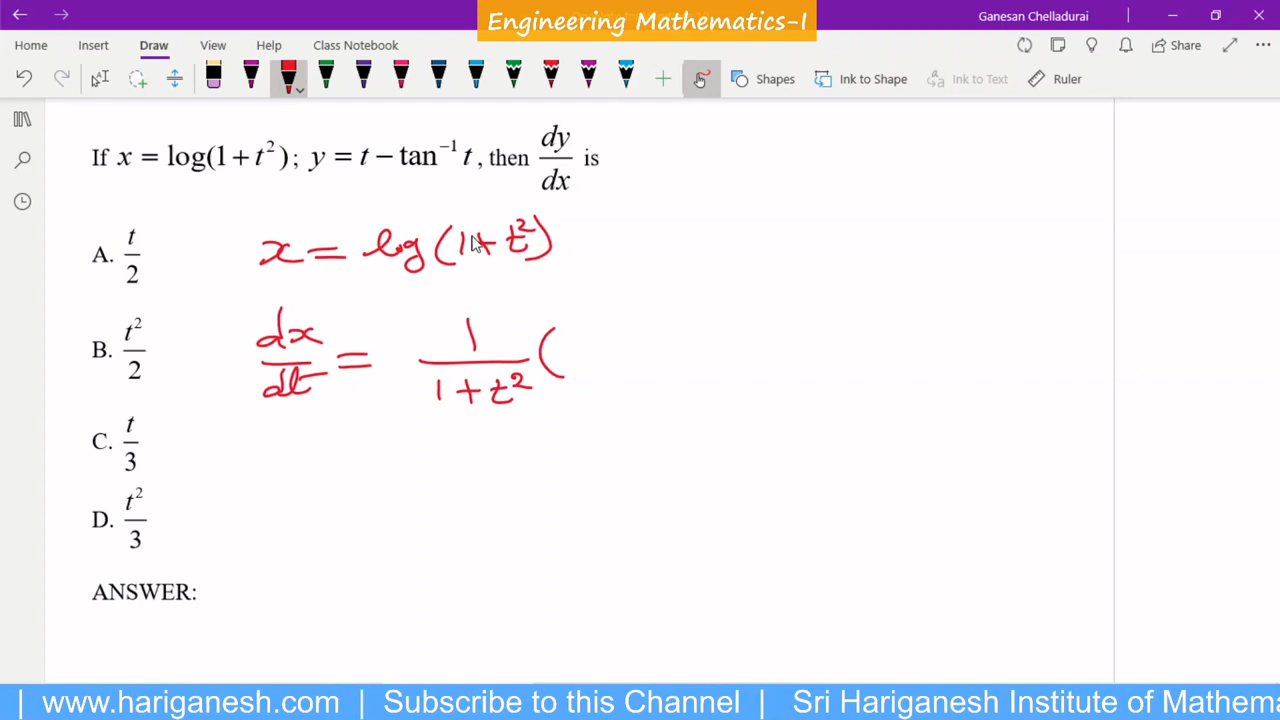 Engineering Mathematics-I
Ganesan Chelladurai
Home Insert Draw View Help Class Notebook
Share
Shapes Ink to Shape Ink to Text Ruler
If x = log(1 + t²); y = t − tan⁻¹ t, then dy/dx is
A. t/2
x = log (1 + t²)
B. t²/2
dx/dt = 1/(1 + t²) (
C. t/3
D. t²/3
ANSWER:
| www.hariganesh.com | Subscribe to this Channel | Sri Hariganesh Institute of Mathema